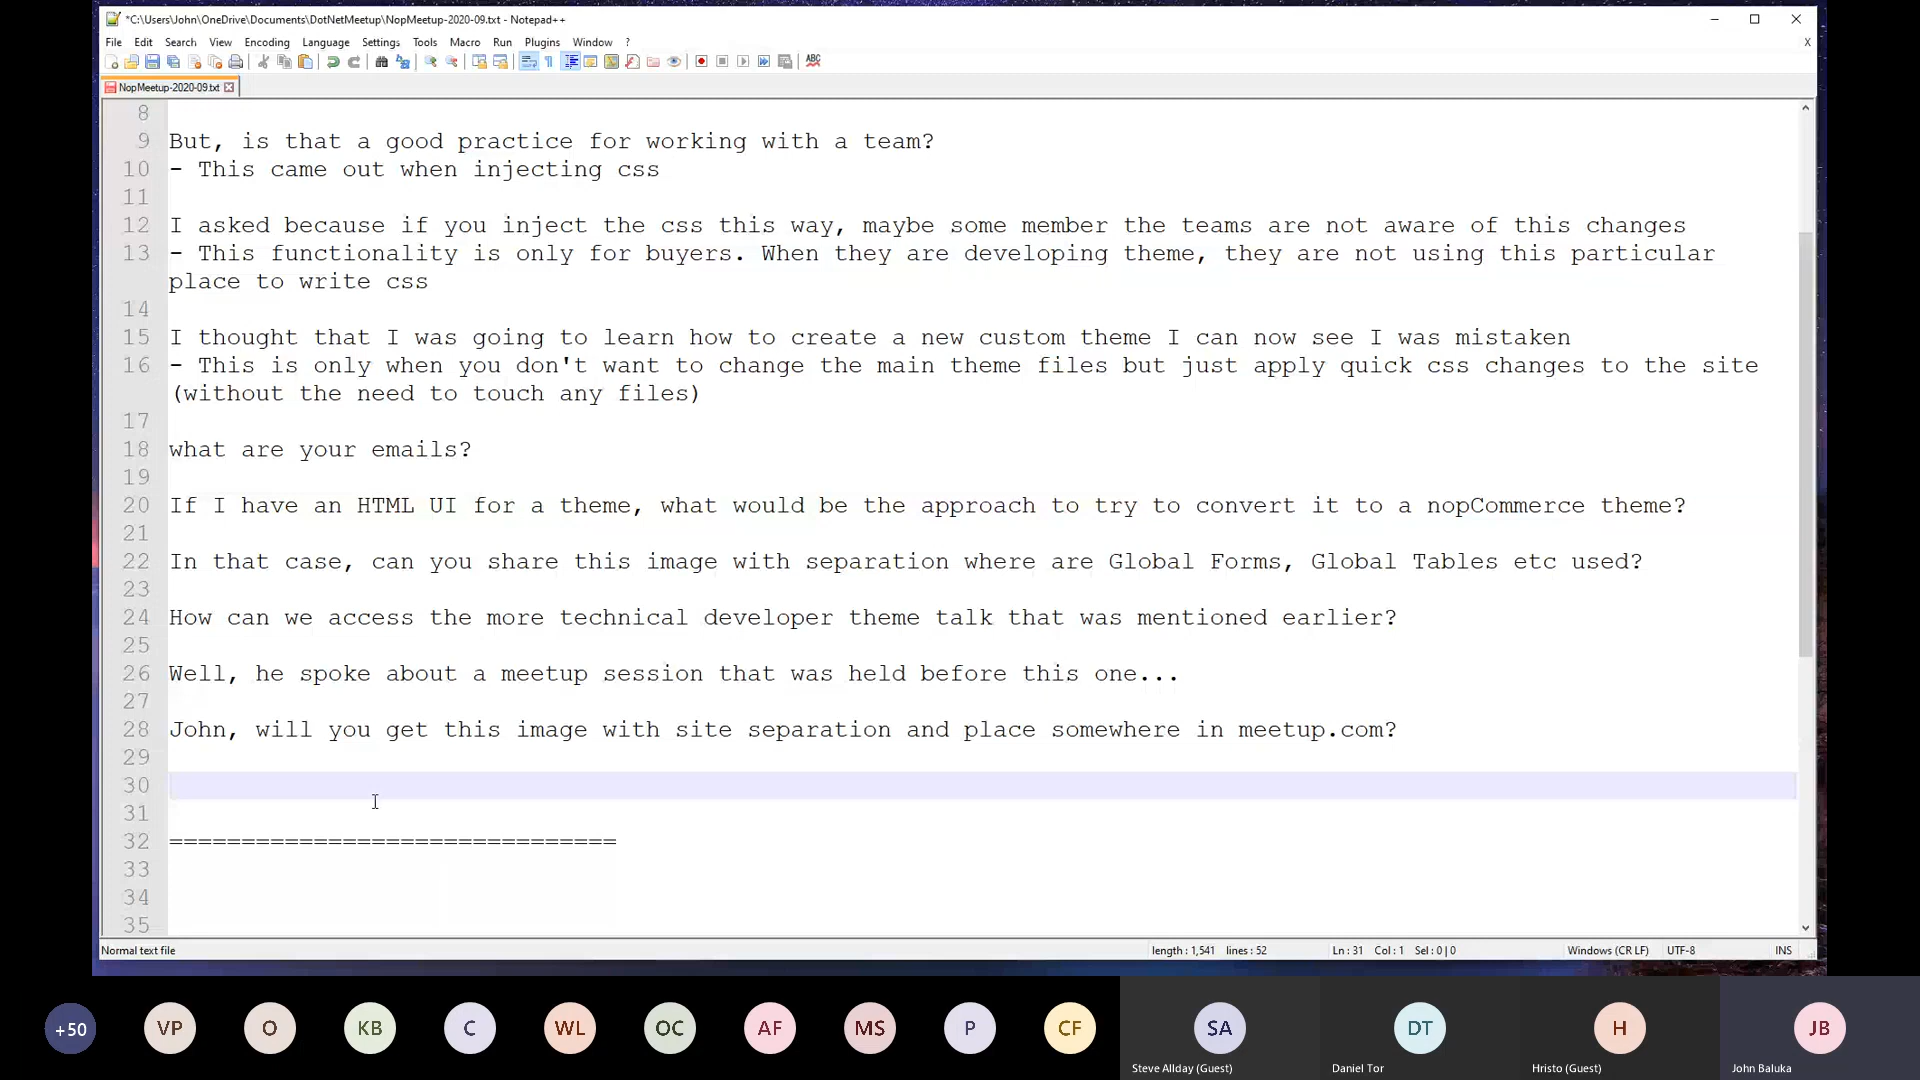 *C:\Users\John\OneDrive\Documents\DotNetMeetup\NopMeetup-2020-09.txt - Notepad++
File Edit Search View Encoding Language Settings Tools Macro Run Plugins Window ? X
ABC
NopMeetup-2020-09.txt
8
9 But, is that a good practice for working with a team?
10 - This came out when injecting css
11
12 I asked because if you inject the css this way, maybe some member the teams are not aware of this changes
13 - This functionality is only for buyers. When they are developing theme, they are not using this particular
place to write css
14
15 I thought that I was going to learn how to create a new custom theme I can now see I was mistaken
16 - This is only when you don't want to change the main theme files but just apply quick css changes to the site
(without the need to touch any files)
17
18 what are your emails?
19
20 If I have an HTML UI for a theme, what would be the approach to try to convert it to a nopCommerce theme?
21
22 In that case, can you share this image with separation where are Global Forms, Global Tables etc used?
23
24 How can we access the more technical developer theme talk that was mentioned earlier?
25
26 Well, he spoke about a meetup session that was held before this one...
27
28 John, will you get this image with site separation and place somewhere in meetup.com?
29
30
31
32 ===============================
33
34
35
Normal text file length : 1,541 lines : 52 Ln : 31 Col : 1 Sel : 0 | 0 Windows (CR LF) UTF-8 INS
+50 VP O KB C WL OC AF MS P CF SA DT H JB
Steve Allday (Guest) Daniel Tor Hristo (Guest) John Baluka